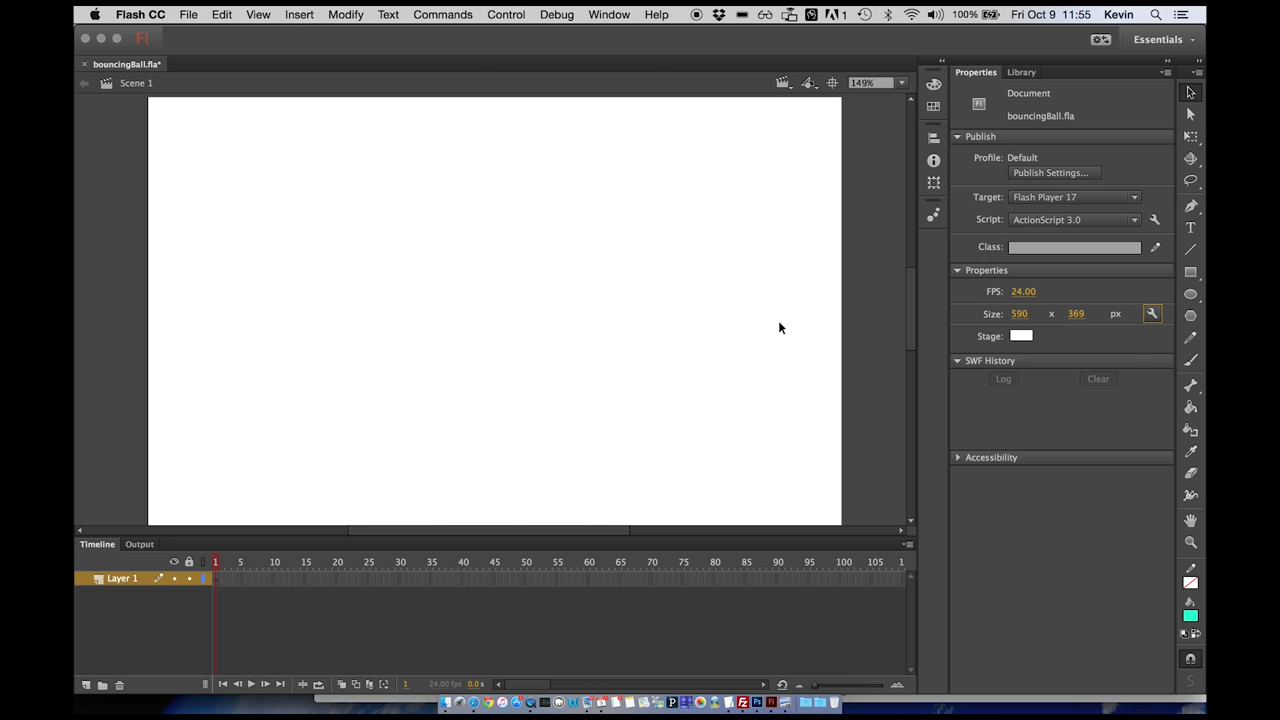 Flash CC File Edit View Insert Modify Text Commands Control Debug Window Help 1 100% Fri Oct 9 11:55 Kevin
Fl Essentials
bouncingBall.fla*
Scene 1 149%
Properties Library
Document
Fl
bouncingBall.fla
Publish
Profile: Default
Publish Settings...
Target: Flash Player 17
Script: ActionScript 3.0
Class:
Properties
FPS: 24.00
Size: 590 x 369 px
Stage:
SWF History
Log Clear
Accessibility
T
Timeline Output
1 5 10 15 20 25 30 35 40 45 50 55 60 65 70 75 80 85 90 95 100 105 1
Layer 1
1 24.00 fps 0.0 s